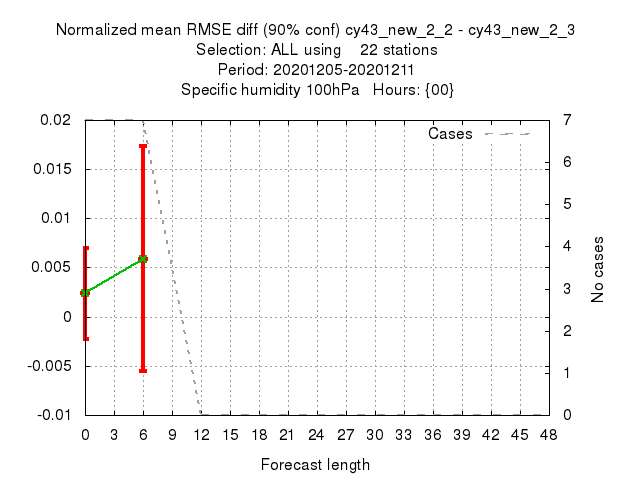 Normalized mean RMSE diff (90% conf) cy43_new_2_2 - cy43_new_2_3
Selection: ALL using 22 stations
Period: 20201205-20201211
Specific humidity 100hPa Hours: {00}
Cases
0.02
0.015
0.01
0.005
0
-0.005
-0.01
7
6
5
4
3
2
1
0
No cases
0 3 6 9 12 15 18 21 24 27 30 33 36 39 42 45 48
Forecast length